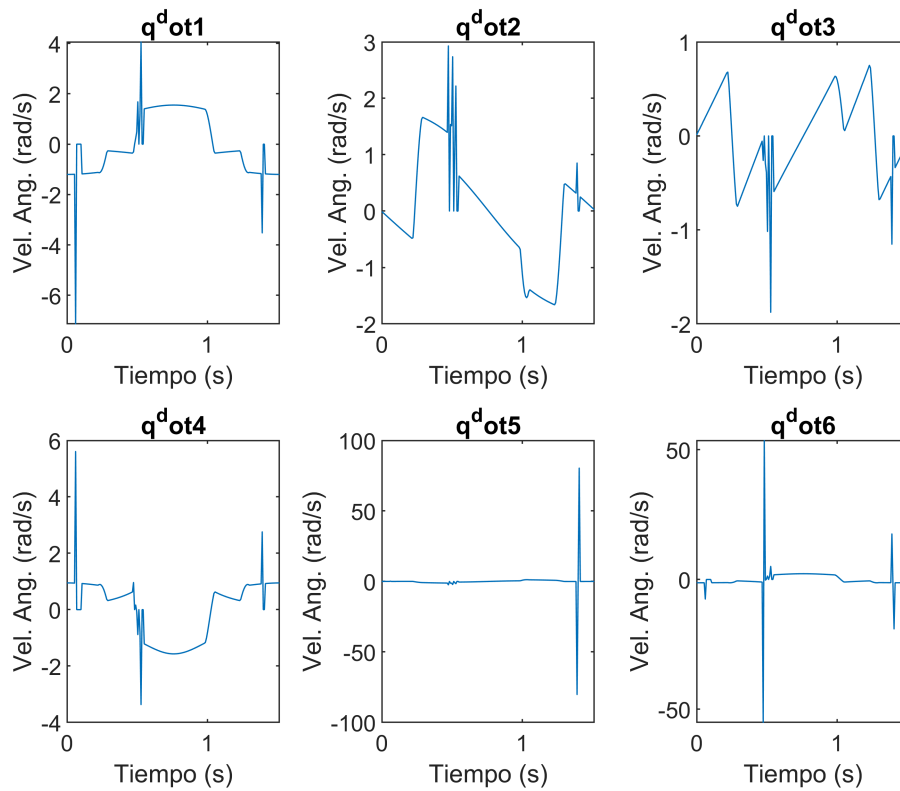 q^dot1
q^dot2
q^dot3
4
2
0
-2
-4
-6
Vel. Ang. (rad/s)
0
1
Tiempo (s)
3
2
1
0
-1
-2
Vel. Ang. (rad/s)
0
1
Tiempo (s)
1
0
-1
-2
Vel. Ang. (rad/s)
0
1
Tiempo (s)
q^dot4
q^dot5
q^dot6
6
4
2
0
-2
-4
Vel. Ang. (rad/s)
0
1
Tiempo (s)
100
50
0
-50
-100
Vel. Ang. (rad/s)
0
1
Tiempo (s)
50
0
-50
Vel. Ang. (rad/s)
0
1
Tiempo (s)